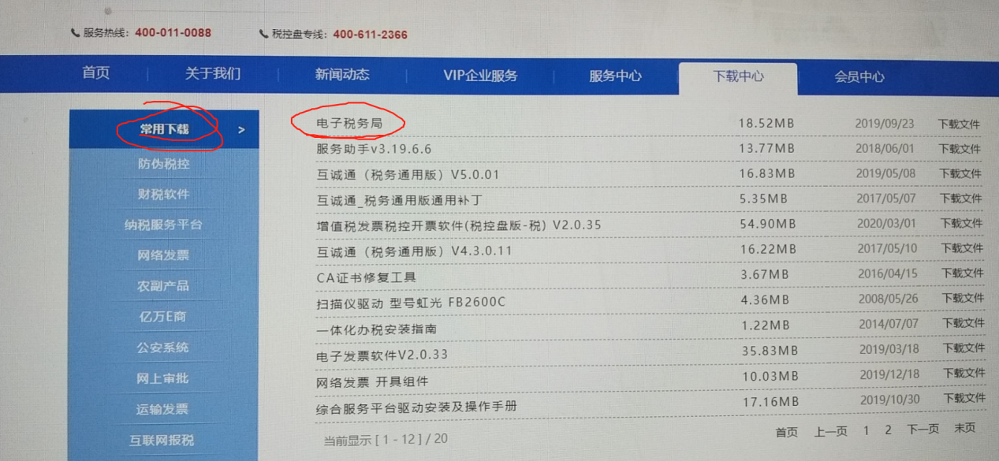 服务热线：400-011-0088 税控盘专线：400-611-2366
首页 关于我们 新闻动态 VIP企业服务 服务中心 下载中心 会员中心
常用下载 >
防伪税控
财税软件
纳税服务平台
网络发票
农副产品
亿万E商
公安系统
网上审批
运输发票
互联网报税
电子税务局 18.52MB 2019/09/23 下载文件
服务助手v3.19.6.6 13.77MB 2018/06/01 下载文件
互诚通（税务通用版）V5.0.01 16.83MB 2019/05/08 下载文件
互诚通_税务通用版通用补丁 5.35MB 2017/05/07 下载文件
增值税发票税控开票软件(税控盘版-税) V2.0.35 54.90MB 2020/03/01 下载文件
互诚通（税务通用版）V4.3.0.11 16.22MB 2017/05/10 下载文件
CA证书修复工具 3.67MB 2016/04/15 下载文件
扫描仪驱动 型号虹光 FB2600C 4.36MB 2008/05/26 下载文件
一体化办税安装指南 1.22MB 2014/07/07 下载文件
电子发票软件V2.0.33 35.83MB 2019/03/18 下载文件
网络发票 开具组件 10.03MB 2019/12/18 下载文件
综合服务平台驱动安装及操作手册 17.16MB 2019/10/30 下载文件
当前显示 [ 1 - 12 ] / 20 首页 上一页 1 2 下一页 末页